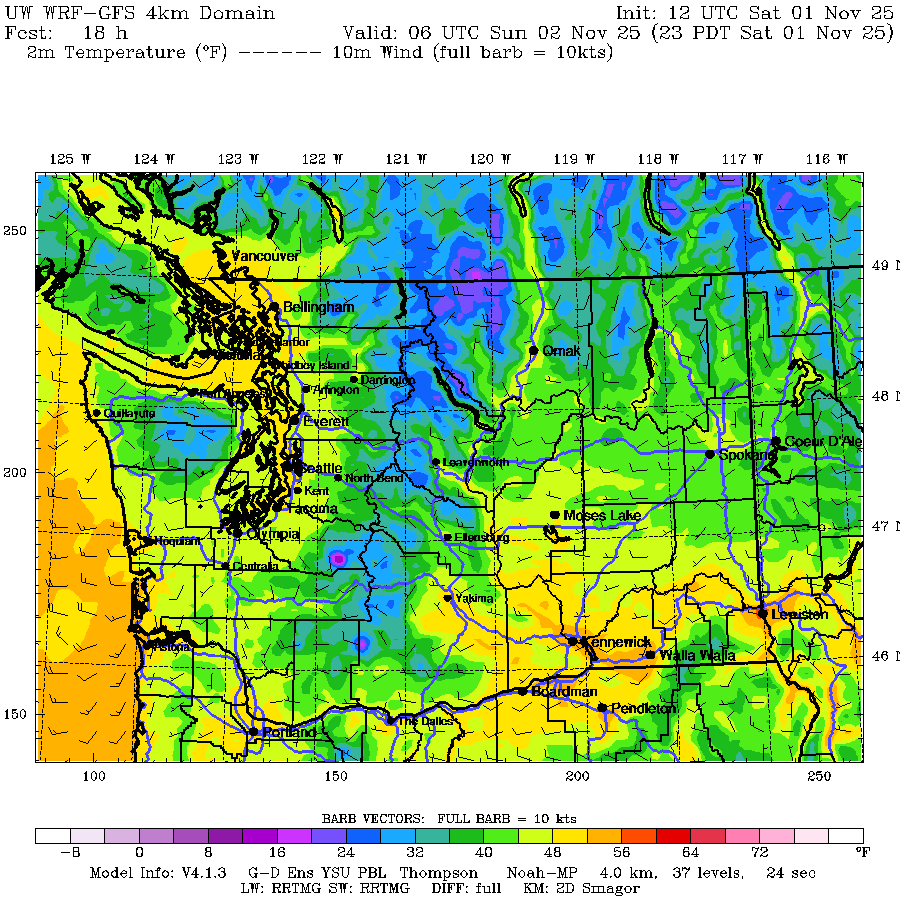 UW WRF-GFS 4km Domain Init: 12 UTC Sat 01 Nov 25
Fcst: 18 h Valid: 06 UTC Sun 02 Nov 25 (23 PDT Sat 01 Nov 25)
2m Temperature (°F) ------ 10m Wind (full barb = 10kts)
125 W 124 W 123 W 122 W 121 W 120 W 119 W 118 W 117 W 116 W
250
Vancouver
49 N
Bellingham
Harbor
Omak
Victoria
Whidbey Island
Darrington
Arlington
Port Angeles
48 N
Quillayute
Everett
Coeur D'Ale
Spokane
Leavenworth
200
Seattle
North Bend
Kent
Tacoma
Moses Lake
47 N
Olympia
Hoquiam
Ellensburg
Centralia
Yakima
Lewiston
Kennewick
Astoria
Walla Walla
46 N
Boardman
Pendleton
150
The Dalles
Portland
100 150 200 250
BARB VECTORS: FULL BARB = 10 kts
-8 0 8 16 24 32 40 48 56 64 72 °F
Model Info: V4.1.3 G-D Ens YSU PBL Thompson Noah-MP 4.0 km, 37 levels, 24 sec
LW: RRTMG SW: RRTMG DIFF: full KM: 2D Smagor